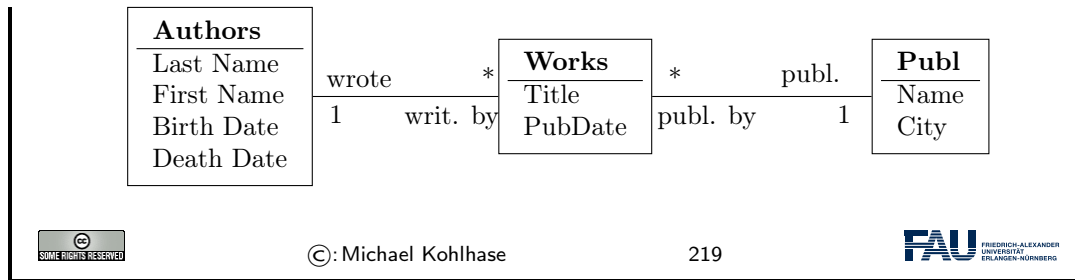 Authors
Last Name
First Name
Birth Date
Death Date
wrote *
1 writ. by
Works
Title
PubDate
* publ.
publ. by 1
Publ
Name
City
cc
SOME RIGHTS RESERVED
©: Michael Kohlhase
219
FAU
FRIEDRICH-ALEXANDER
UNIVERSITÄT
ERLANGEN-NÜRNBERG